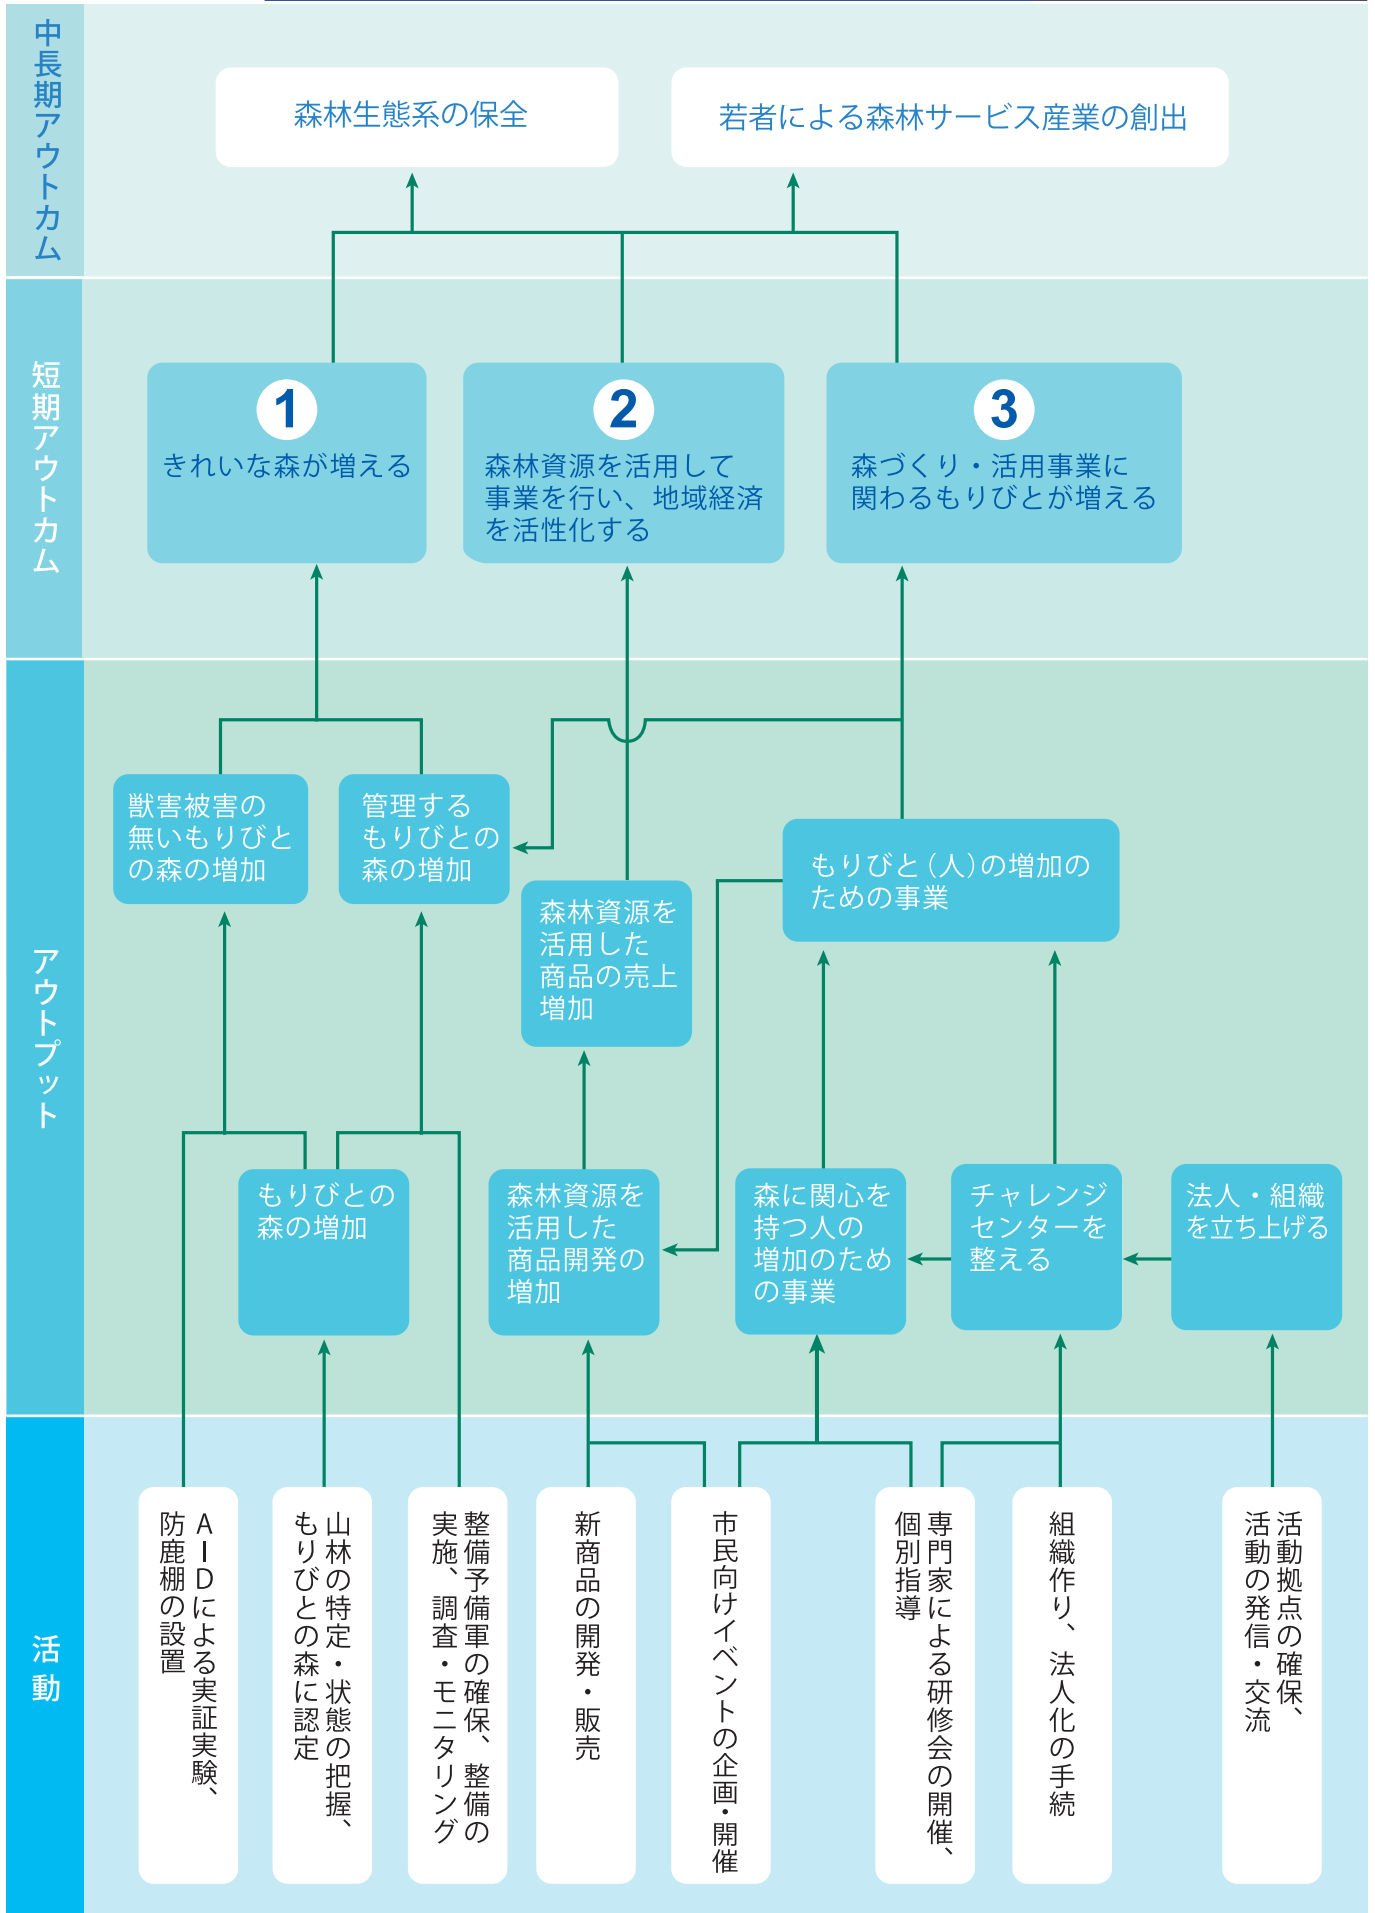 中長期アウトカム
森林生態系の保全
若者による森林サービス産業の創出
短期アウトカム
1
きれいな森が増える
2
森林資源を活用して
事業を行い、地域経済
を活性化する
3
森づくり・活用事業に
関わるもりびとが増える
アウトプット
獣害被害の
無いもりびと
の森の増加
管理する
もりびとの
森の増加
森林資源を
活用した
商品の売上
増加
もりびと（人）の増加の
ための事業
もりびとの
森の増加
森林資源を
活用した
商品開発の
増加
森に関心を
持つ人の
増加のため
の事業
チャレンジ
センターを
整える
法人・組織
を立ち上げる
活動
AIDによる実証実験、
防鹿棚の設置
山林の特定・状態の把握、
もりびとの森に認定
整備予備軍の確保、整備の
実施、調査・モニタリング
新商品の開発・販売
市民向けイベントの企画・開催
専門家による研修会の開催、
個別指導
組織作り、法人化の手続
活動拠点の確保、
活動の発信・交流